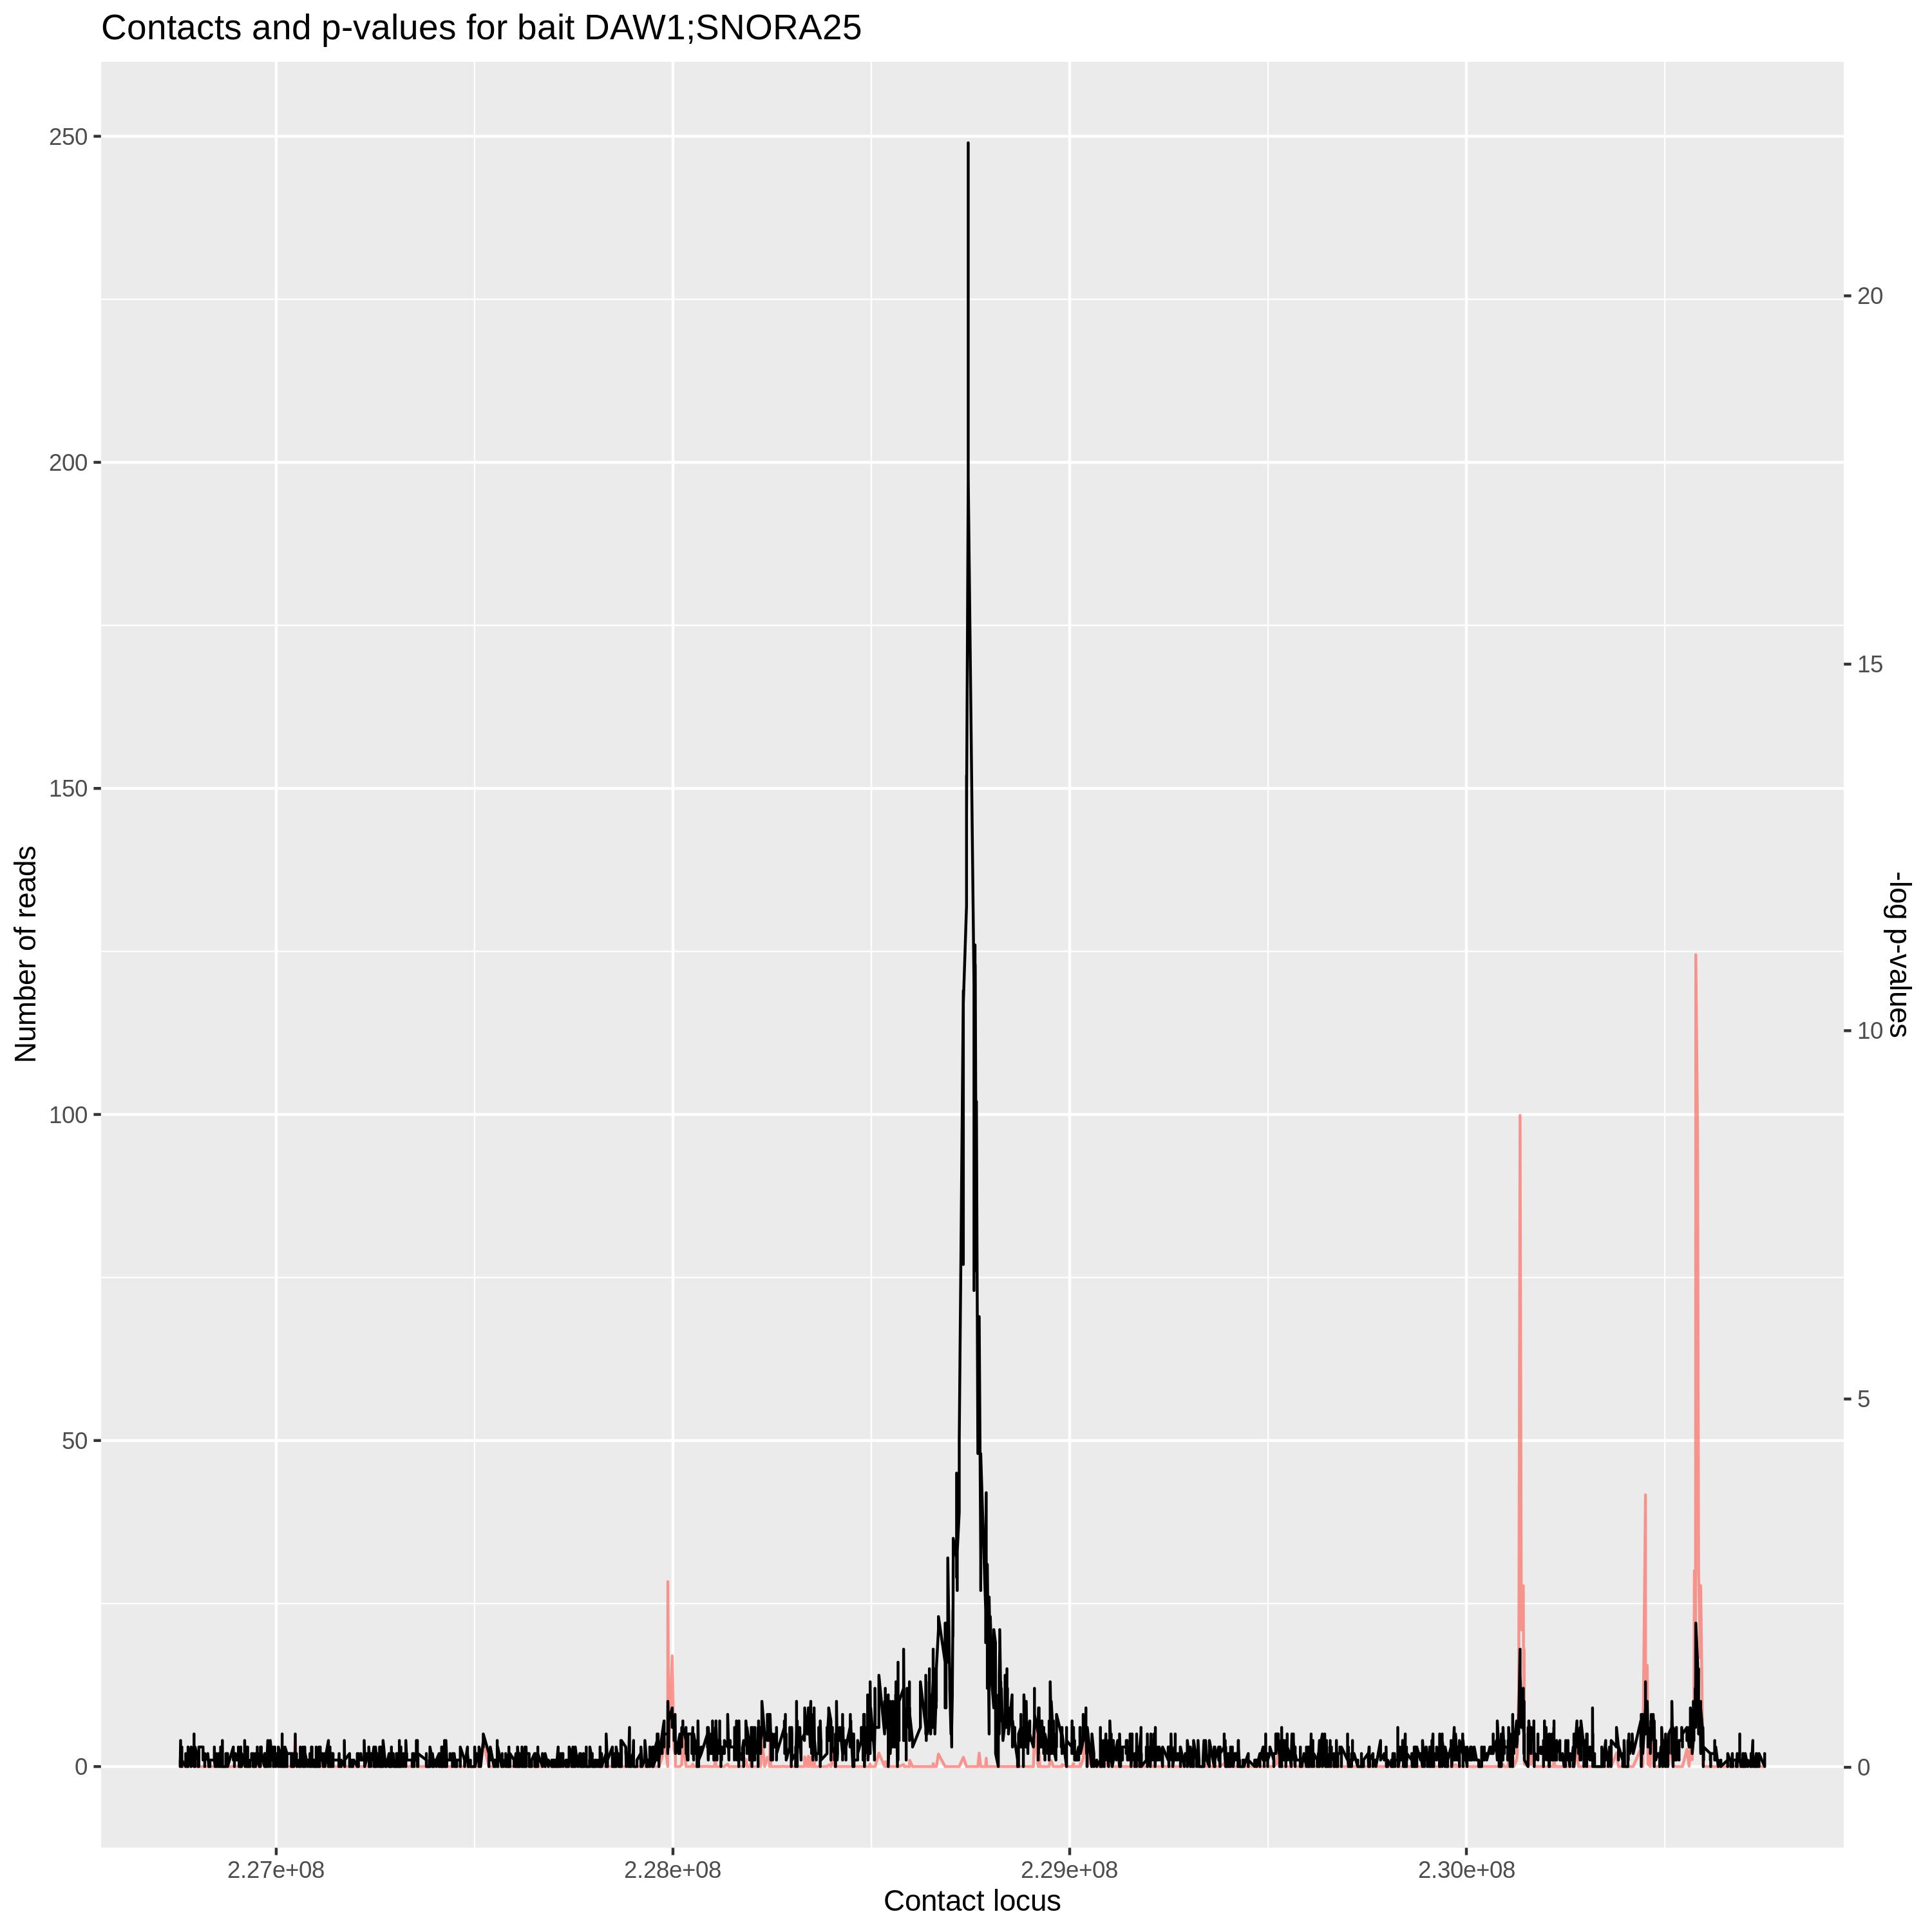 Contacts and p-values for bait DAW1;SNORA25
250
200
150
100
50
0
Number of reads
20
15
10
5
0
-log p-values
2.27e+08
2.28e+08
2.29e+08
2.30e+08
Contact locus